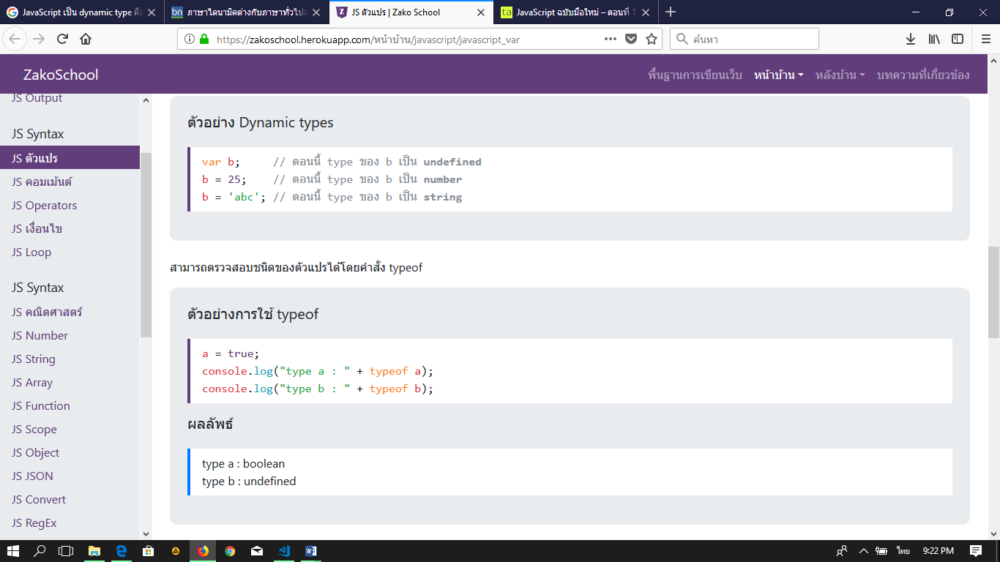 JavaScript เป็น dynamic type คือ
ภาษาไดนามิคต่างกับภาษาทั่วไปอ
JS ตัวแปร | Zako School
JavaScript ฉบับมือใหม่ – ตอนที่ 1
https://zakoschool.herokuapp.com/หน้าบ้าน/javascript/javascript_var
ค้นหา
ZakoSchool
พื้นฐานการเขียนเว็บ
หน้าบ้าน
หลังบ้าน
บทความที่เกี่ยวข้อง
JS Output
JS Syntax
JS ตัวแปร
JS คอมเม้นต์
JS Operators
JS เงื่อนไข
JS Loop
JS Syntax
JS คณิตศาสตร์
JS Number
JS String
JS Array
JS Function
JS Scope
JS Object
JS JSON
JS Convert
JS RegEx
ตัวอย่าง Dynamic types
var b; // ตอนนี้ type ของ b เป็น undefined
b = 25; // ตอนนี้ type ของ b เป็น number
b = 'abc'; // ตอนนี้ type ของ b เป็น string
สามารถตรวจสอบชนิดของตัวแปรได้โดยคำสั่ง typeof
ตัวอย่างการใช้ typeof
a = true;
console.log("type a : " + typeof a);
console.log("type b : " + typeof b);
ผลลัพธ์
type a : boolean
type b : undefined
ไทย
9:22 PM